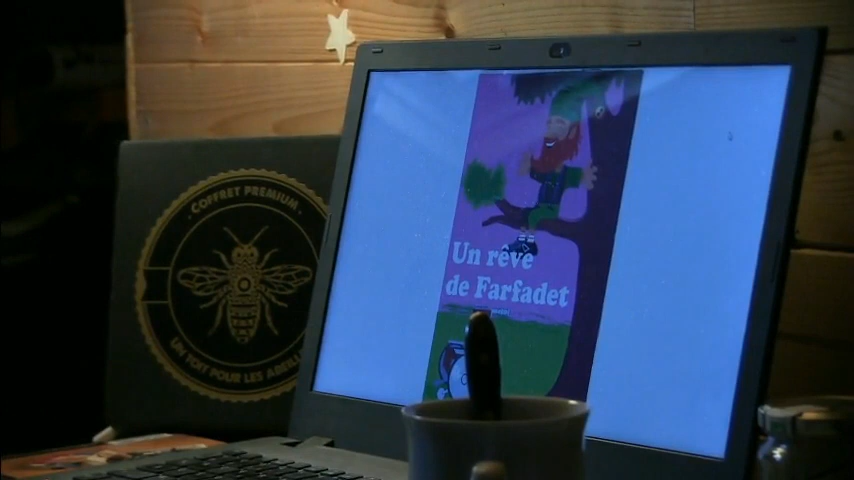 COFFRET PREMIUM
UN TOIT POUR LES ABEILLES
Un rêve
de Farfadet